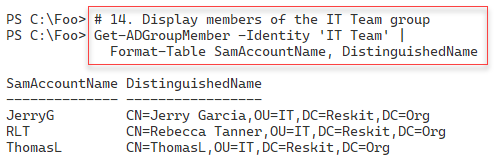 PS C:\Foo> # 14. Display members of the IT Team group
PS C:\Foo> Get-ADGroupMember -Identity 'IT Team' |
Format-Table SamAccountName, DistinguishedName
SamAccountName DistinguishedName
-------------- -----------------
JerryG CN=Jerry Garcia,OU=IT,DC=Reskit,DC=Org
RLT CN=Rebecca Tanner,OU=IT,DC=Reskit,DC=Org
ThomasL CN=ThomasL,OU=IT,DC=Reskit,DC=Org